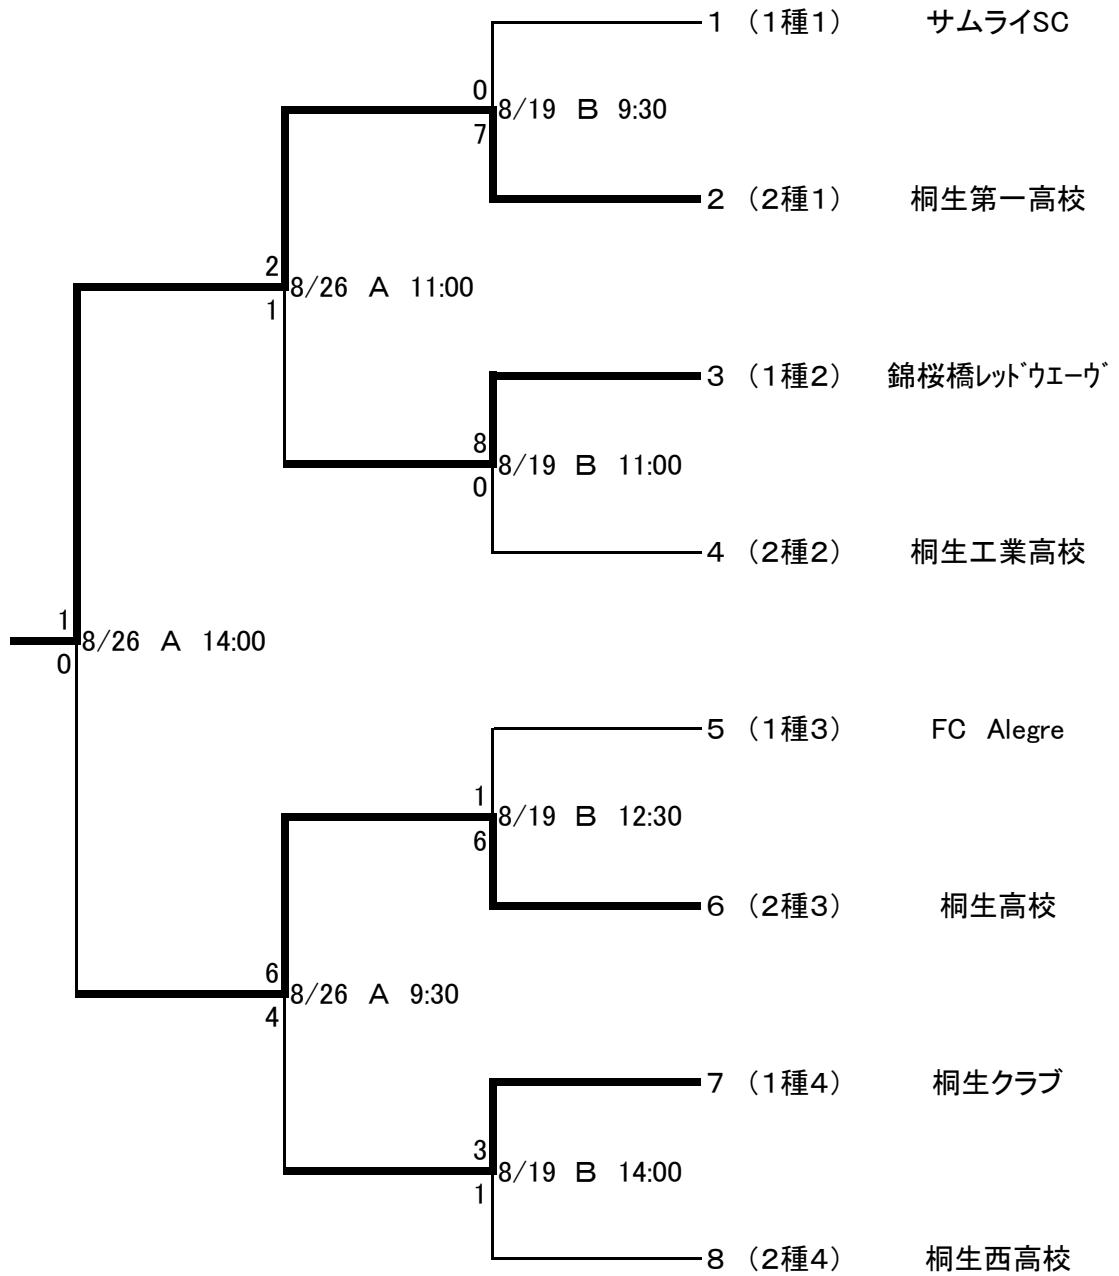 1 （１種１） サムライSC
0
8/19 B 9:30
7
2 （２種１） 桐生第一高校
2
8/26 A 11:00
1
3 （１種２） 錦桜橋ﾚｯﾄﾞｳエーヴﾞ
8
8/19 B 11:00
0
4 （２種２） 桐生工業高校
1
8/26 A 14:00
0
5 （１種３） FC Alegre
1
8/19 B 12:30
6
6 （２種３） 桐生高校
6
8/26 A 9:30
4
7 （１種４） 桐生クラブ
3
8/19 B 14:00
1
8 （２種４） 桐生西高校